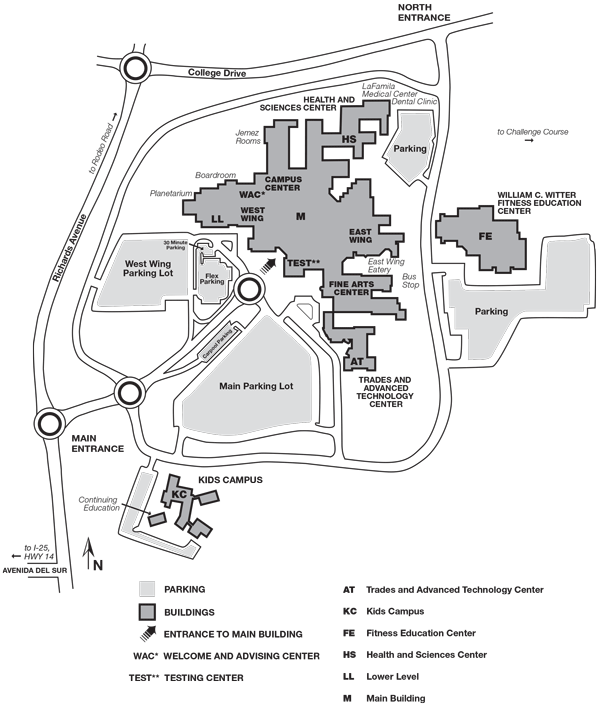 NORTH
ENTRANCE
College Drive
to Rodeo Road
Richards Avenue
HEALTH AND
SCIENCES CENTER
LaFamila
Medical Center
Dental Clinic
HS
Jemez
Rooms
Parking
to Challenge Course
Boardroom
CAMPUS
CENTER
Planetarium
WAC*
WEST
WING
LL
M
EAST
WING
WILLIAM C. WITTER
FITNESS EDUCATION
CENTER
FE
30 Minute
Parking
West Wing
Parking Lot
Flex
Parking
TEST**
East Wing
Eatery
Bus
Stop
FINE ARTS
CENTER
Parking
Carpool Parking
AT
Main Parking Lot
TRADES AND
ADVANCED
TECHNOLOGY
CENTER
MAIN
ENTRANCE
KIDS CAMPUS
KC
Continuing
Education
to I-25,
HWY 14
AVENIDA DEL SUR
N
PARKING
BUILDINGS
ENTRANCE TO MAIN BUILDING
WAC* WELCOME AND ADVISING CENTER
TEST** TESTING CENTER
AT Trades and Advanced Technology Center
KC Kids Campus
FE Fitness Education Center
HS Health and Sciences Center
LL Lower Level
M Main Building